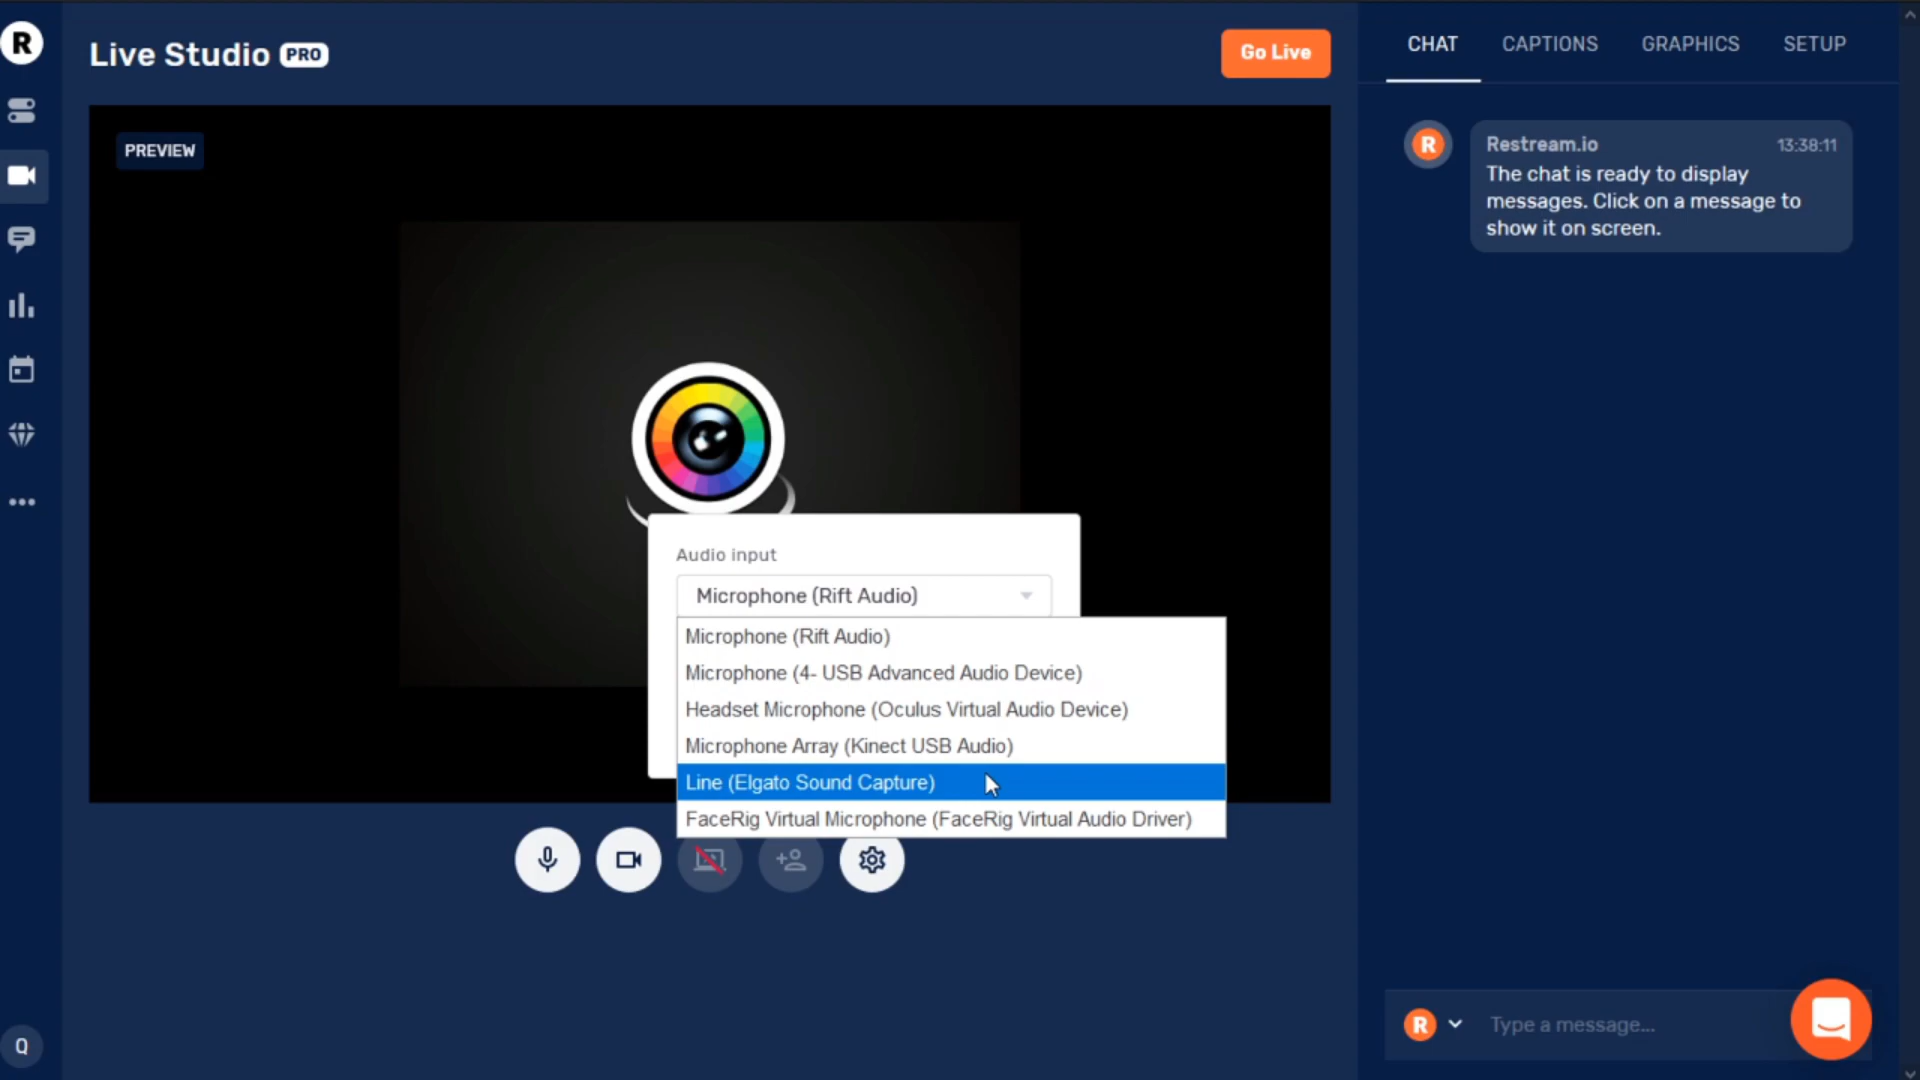 R
Live Studio PRO
Go Live
PREVIEW
Audio input
Microphone (Rift Audio)
Microphone (Rift Audio)
Microphone (4- USB Advanced Audio Device)
Headset Microphone (Oculus Virtual Audio Device)
Microphone Array (Kinect USB Audio)
Line (Elgato Sound Capture)
FaceRig Virtual Microphone (FaceRig Virtual Audio Driver)
Q
CHAT CAPTIONS GRAPHICS SETUP
R
Restream.io 13:38:11
The chat is ready to display
messages. Click on a message to
show it on screen.
R Type a message...